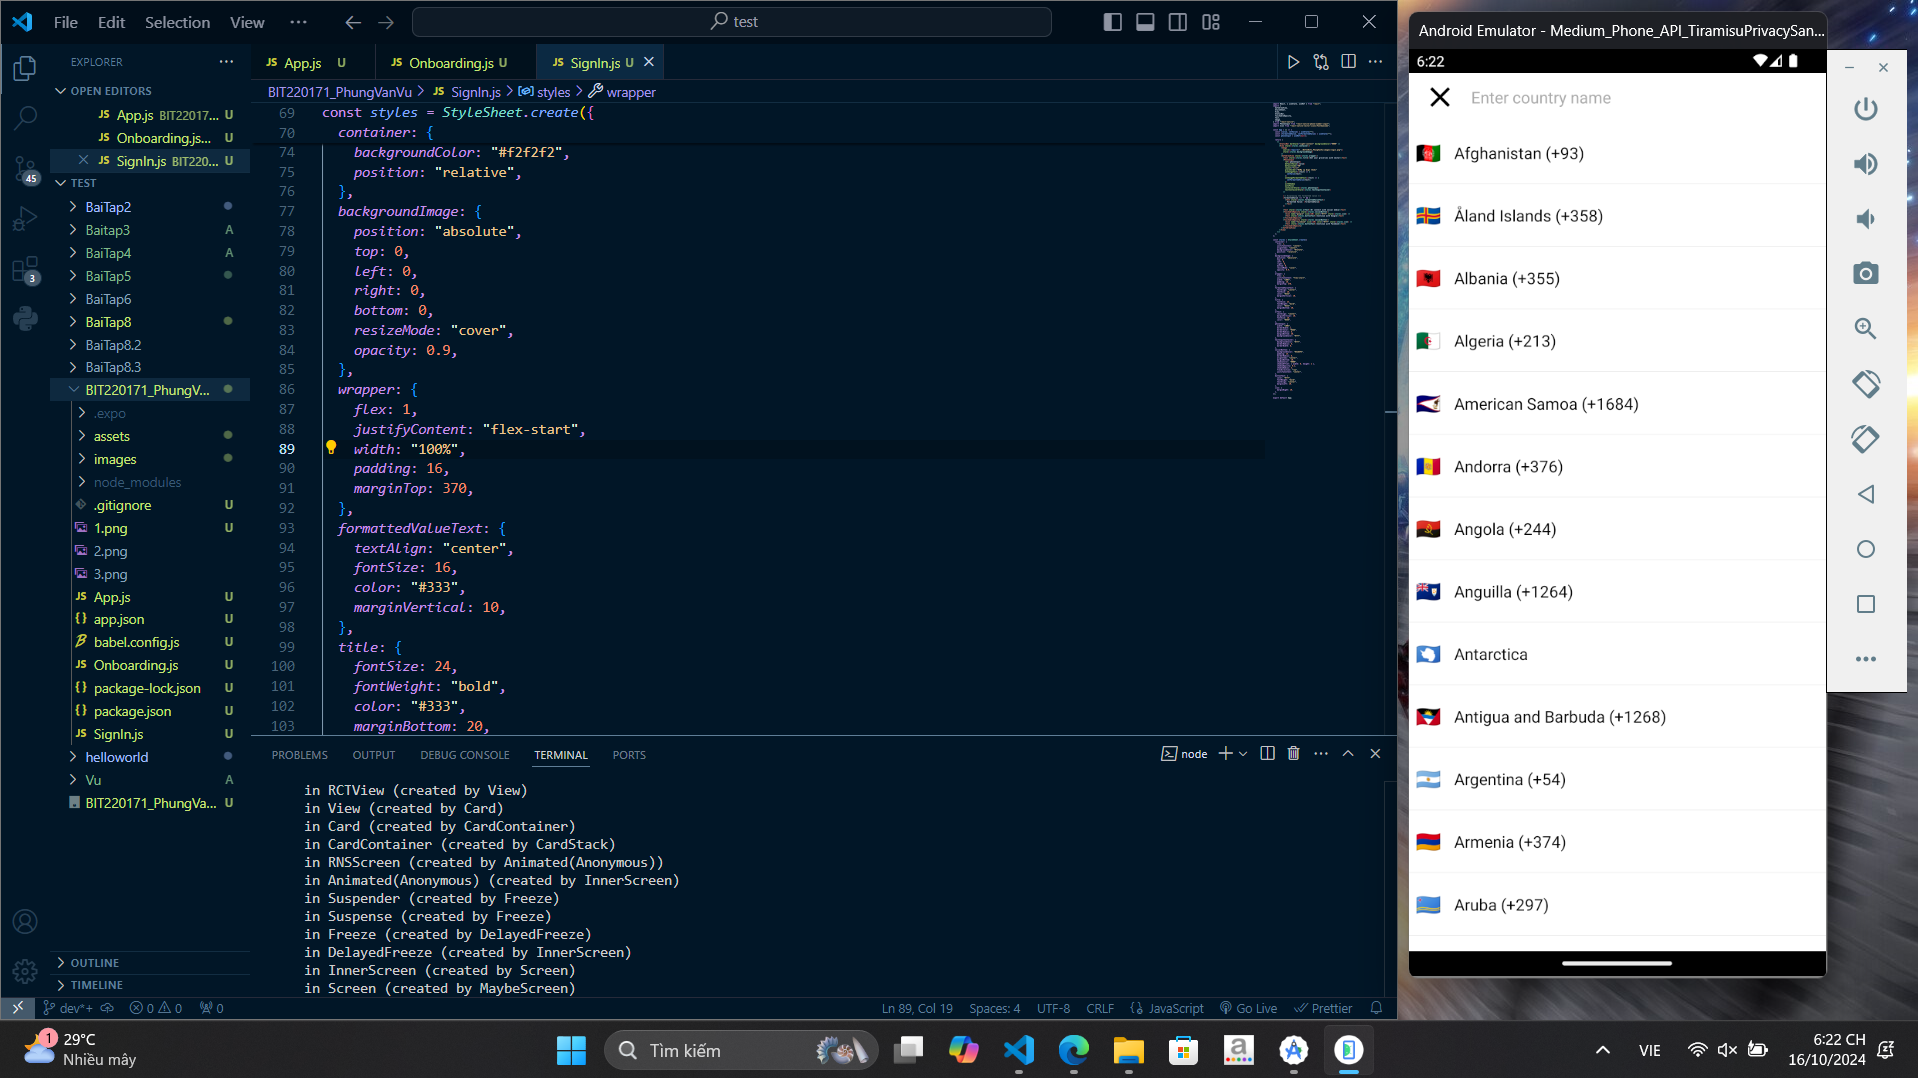 File Edit Selection View ··· test
EXPLORER
OPEN EDITORS
JS App.js BIT22017... U
JS Onboarding.js... U
JS SignIn.js BIT220... U
TEST
BaiTap2
Baitap3 A
BaiTap4 A
BaiTap5
BaiTap6
BaiTap8
BaiTap8.2
BaiTap8.3
BIT220171_PhungV...
.expo
assets
images
node_modules
.gitignore U
1.png U
2.png
3.png
JS App.js U
{} app.json U
babel.config.js U
JS Onboarding.js U
{} package-lock.json U
{} package.json U
JS SignIn.js U
helloworld
Vu A
BIT220171_PhungVa... U
OUTLINE
TIMELINE
45
3
JS App.js U JS Onboarding.js U JS SignIn.js U
BIT220171_PhungVanVu > JS SignIn.js > styles > wrapper
69 const styles = StyleSheet.create({
70 container: {
74 backgroundColor: "#f2f2f2",
75 position: "relative",
76 },
77 backgroundImage: {
78 position: "absolute",
79 top: 0,
80 left: 0,
81 right: 0,
82 bottom: 0,
83 resizeMode: "cover",
84 opacity: 0.9,
85 },
86 wrapper: {
87 flex: 1,
88 justifyContent: "flex-start",
89 width: "100%",
90 padding: 16,
91 marginTop: 370,
92 },
93 formattedValueText: {
94 textAlign: "center",
95 fontSize: 16,
96 color: "#333",
97 marginVertical: 10,
98 },
99 title: {
100 fontSize: 24,
101 fontWeight: "bold",
102 color: "#333",
103 marginBottom: 20,
PROBLEMS OUTPUT DEBUG CONSOLE TERMINAL PORTS node
in RCTView (created by View)
in View (created by Card)
in Card (created by CardContainer)
in CardContainer (created by CardStack)
in RNSScreen (created by Animated(Anonymous))
in Animated(Anonymous) (created by InnerScreen)
in Suspender (created by Freeze)
in Suspense (created by Freeze)
in Freeze (created by DelayedFreeze)
in DelayedFreeze (created by InnerScreen)
in InnerScreen (created by Screen)
in Screen (created by MaybeScreen)
dev*+ 0 0 0 Ln 89, Col 19 Spaces: 4 UTF-8 CRLF {} JavaScript Go Live Prettier
Android Emulator - Medium_Phone_API_TiramisuPrivacySan...
6:22
Enter country name
Afghanistan (+93)
Åland Islands (+358)
Albania (+355)
Algeria (+213)
American Samoa (+1684)
Andorra (+376)
Angola (+244)
Anguilla (+1264)
Antarctica
Antigua and Barbuda (+1268)
Argentina (+54)
Armenia (+374)
Aruba (+297)
1
29°C
Nhiều mây
Tìm kiếm
a
VIE
6:22 CH
16/10/2024